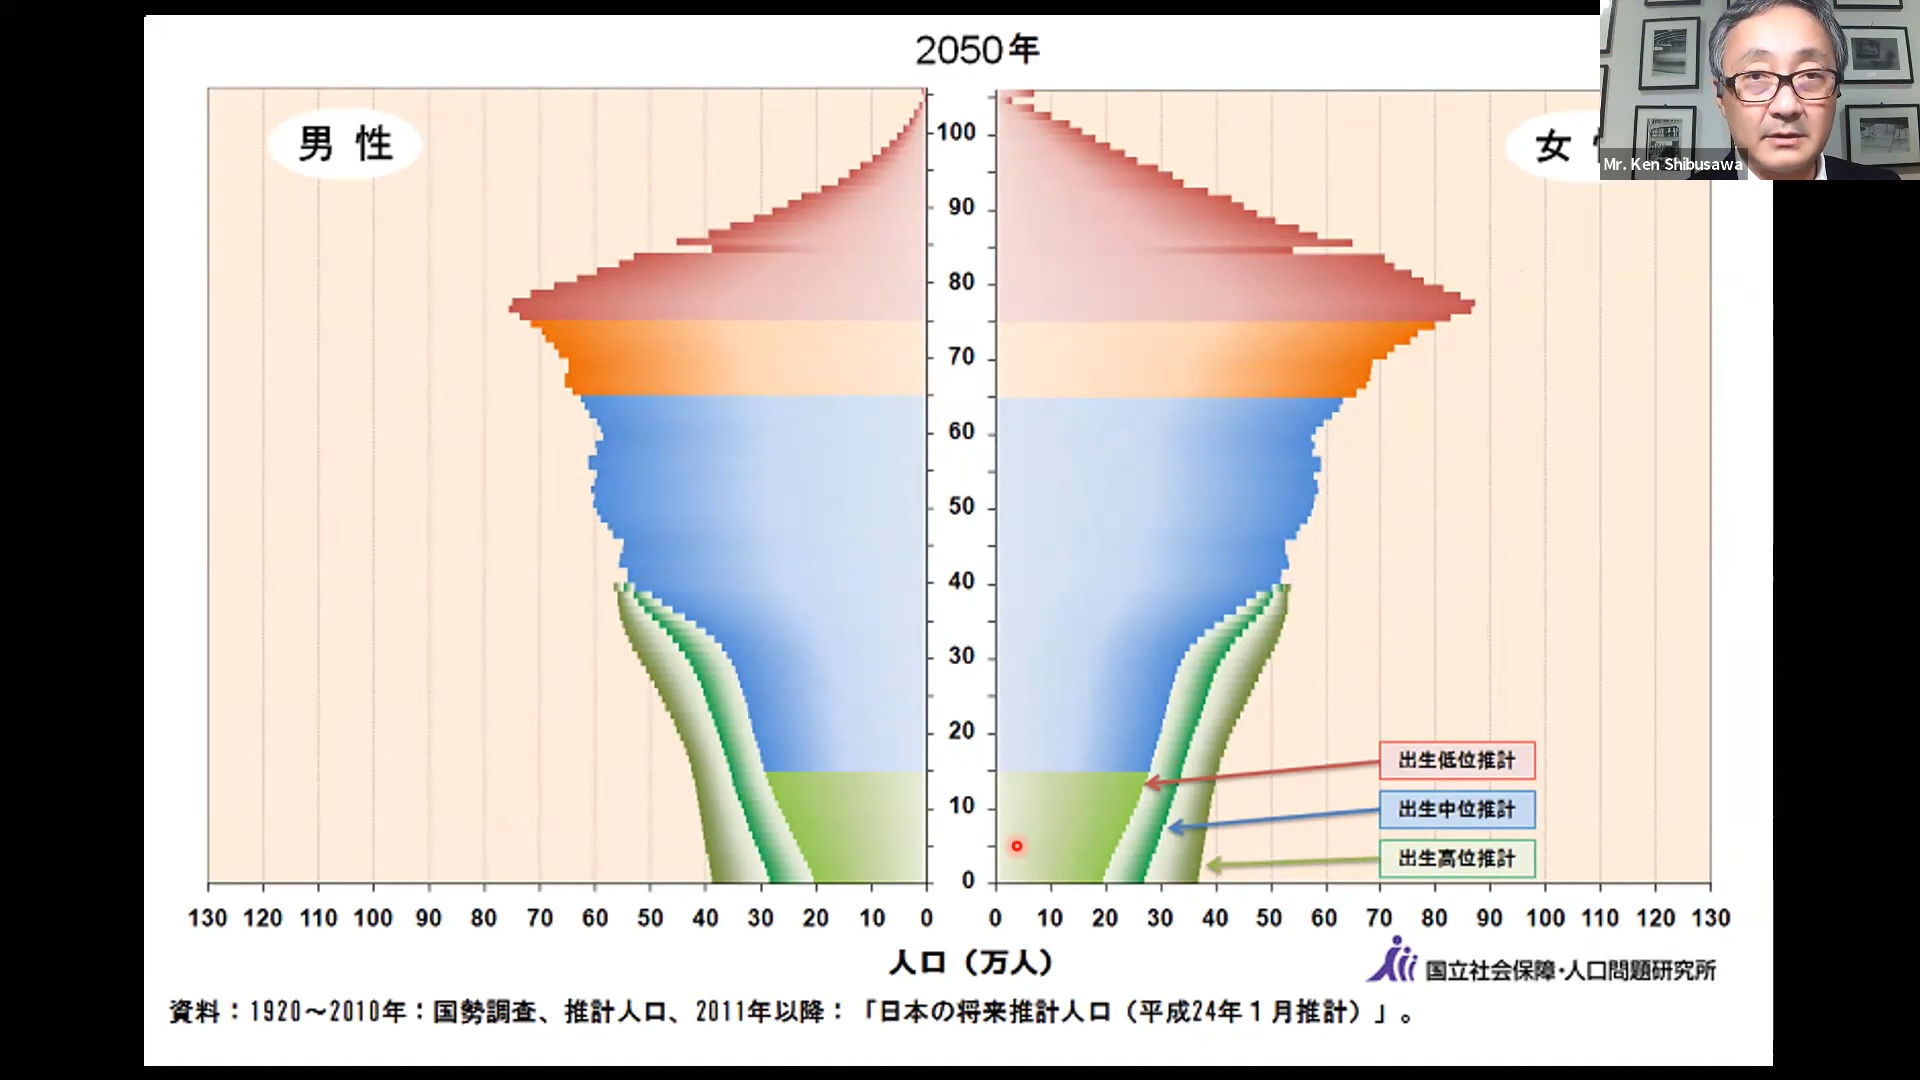 2050年
男 性
女
Mr. Ken Shibusawa
100
90
80
70
60
50
40
30
20
10
0
出生低位推計
出生中位推計
出生高位推計
130 120 110 100 90 80 70 60 50 40 30 20 10 0
0 10 20 30 40 50 60 70 80 90 100 110 120 130
人口（万人）
国立社会保障・人口問題研究所
資料：1920～2010年：国勢調査、推計人口、2011年以降：「日本の将来推計人口（平成24年１月推計）」。